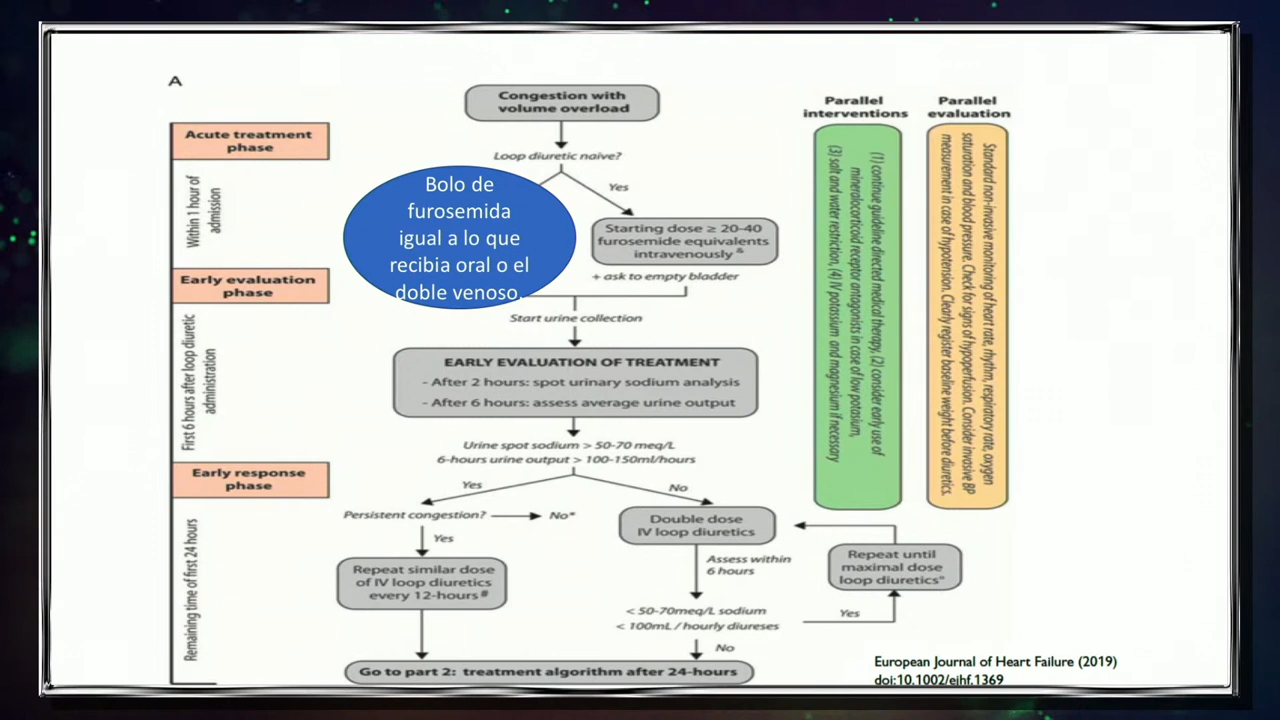 A
Congestion with
volume overload
Acute treatment
phase
Within 1 hour of
admission
Loop diuretic naive?
Yes
Bolo de
furosemida
igual a lo que
recibia oral o el
doble venoso.
Starting dose ≥ 20-40
furosemide equivalents
intravenously &
+ ask to empty bladder
Early evaluation
phase
First 6 hours after loop diuretic
administration
Start urine collection
EARLY EVALUATION OF TREATMENT
- After 2 hours: spot urinary sodium analysis
- After 6 hours: assess average urine output
Urine spot sodium > 50-70 meq/L
6-hours urine output > 100-150ml/hours
Early response
phase
Remaining time of first 24 hours
Yes
No
Persistent congestion?
No*
Yes
Repeat similar dose
of IV loop diuretics
every 12-hours #
Double dose
IV loop diuretics
Assess within
6 hours
Repeat until
maximal dose
loop diuretics°
< 50-70meq/L sodium
< 100mL / hourly diureses
Yes
No
Go to part 2: treatment algorithm after 24-hours
Parallel
interventions
(1) continue guideline directed medical therapy, (2) consider early use of
mineralocorticoid receptor antagonists in case of low potasium,
(3) salt and water restriction, (4) IV potassium and magnesium if necessary
Parallel
evaluation
Standard non-invasive monitoring of heart rate, rhythm, respiratory rate, oxygen
saturation and blood pressure. Check for signs of hypoperfusion. Consider invasive BP
measurement in case of hypotension. Clearly register baseline weight before diuretics.
European Journal of Heart Failure (2019)
doi:10.1002/ejhf.1369